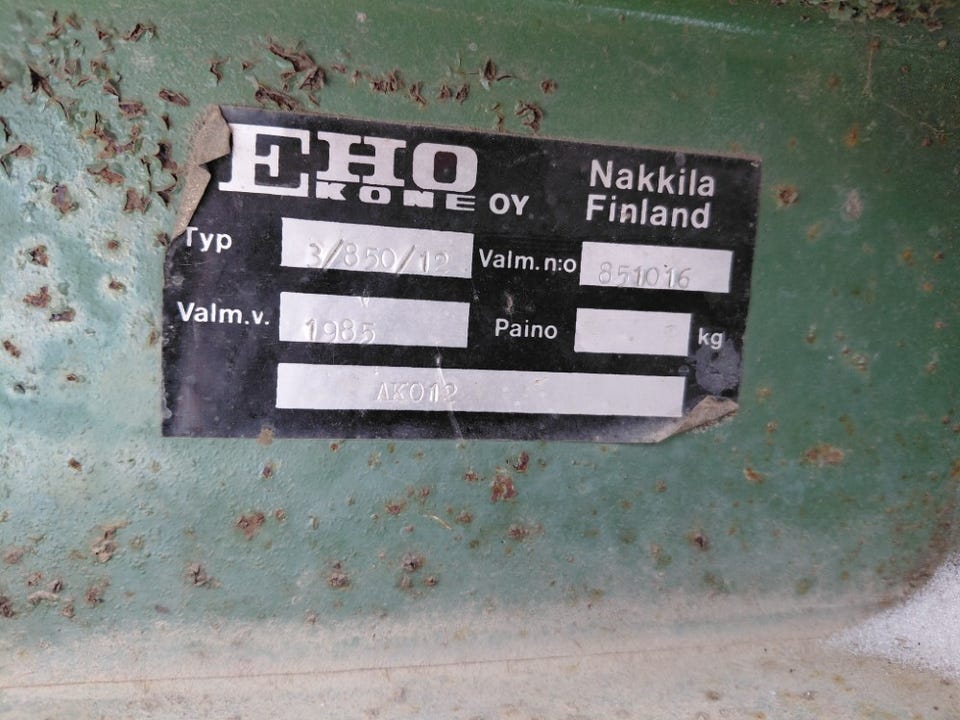 EHO
KONE OY
Nakkila
Finland
Typ 3/850/12 Valm.n:o 851016
Valm.v. 1985 Paino kg
AK012